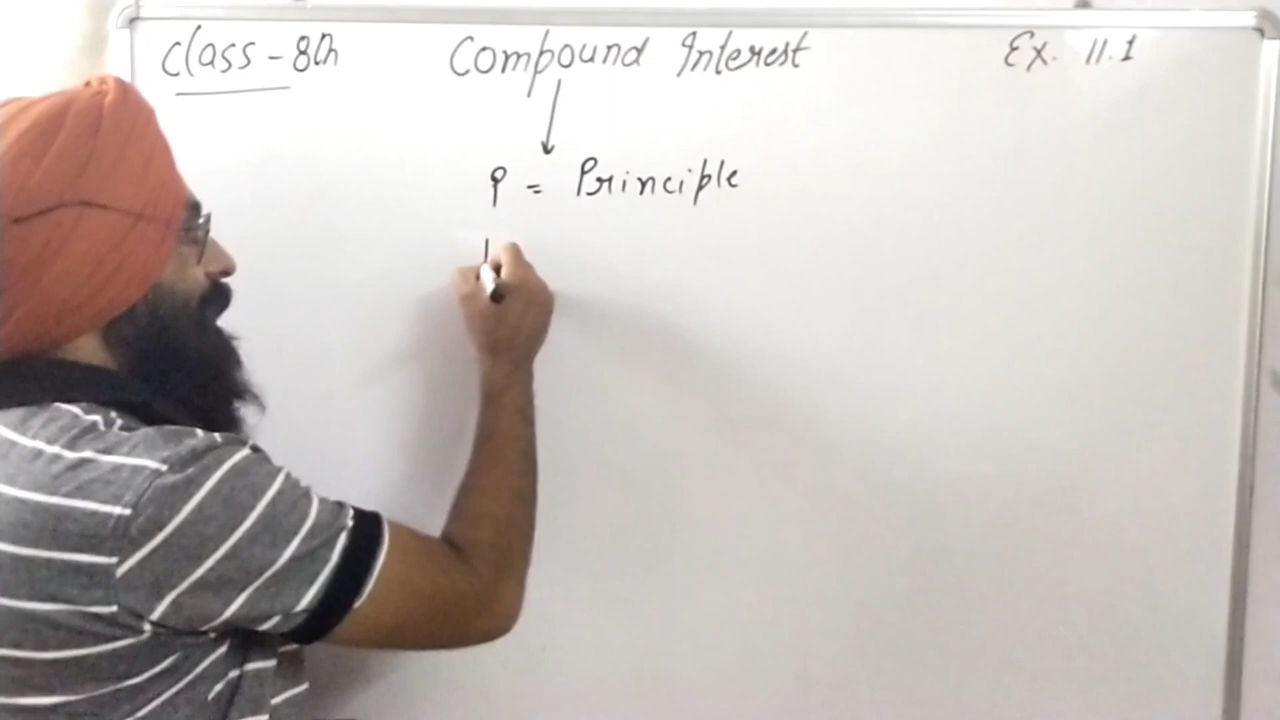 Class - 8th Compound Interest Ex. 11.1
P = Principle